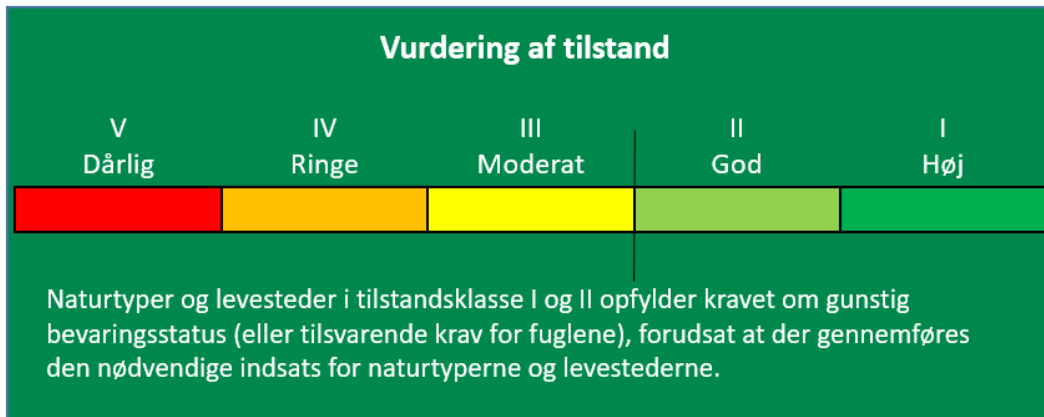 Vurdering af tilstand
V IV III II I
Dårlig Ringe Moderat God Høj
Naturtyper og levesteder i tilstandsklasse I og II opfylder kravet om gunstig
bevaringsstatus (eller tilsvarende krav for fuglene), forudsat at der gennemføres
den nødvendige indsats for naturtyperne og levestederne.